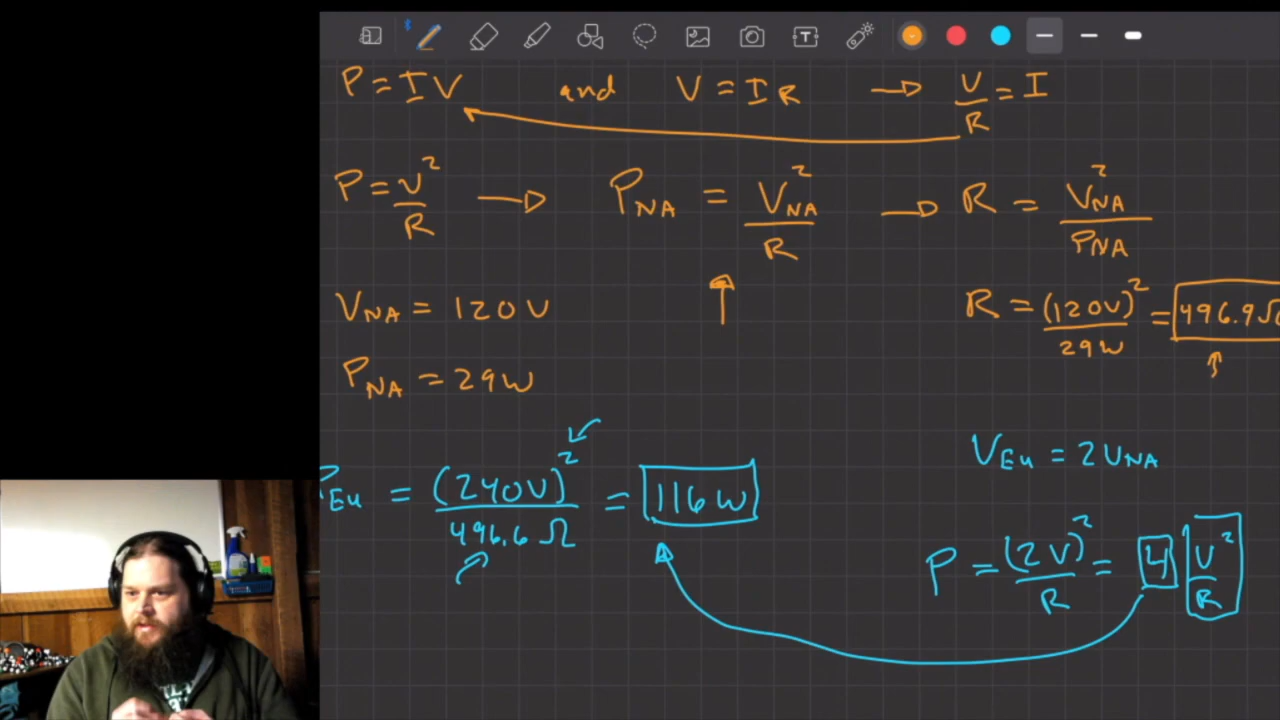 P = IV and V = IR → V/R = I
P = V²/R → P_NA = V_NA²/R → R = V_NA²/P_NA
V_NA = 120V
R = (120V)²/29W = 496.9Ω
P_NA = 29W
P_Eu = (240V)²/496.6 Ω = 116W
V_Eu = 2V_NA
P = (2V)²/R = 4 V²/R